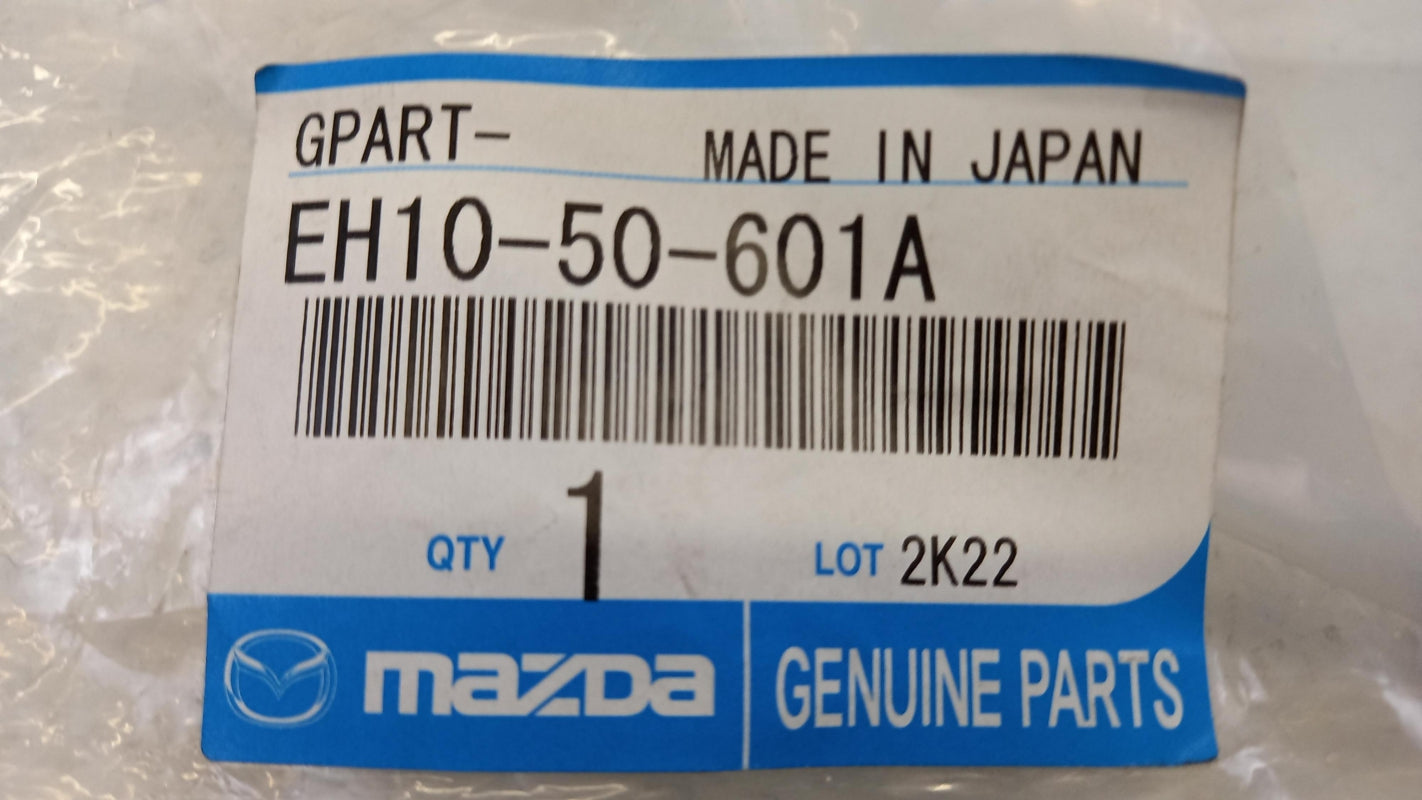 GPART- MADE IN JAPAN
EH10-50-601A
QTY 1 LOT 2K22
mazda GENUINE PARTS